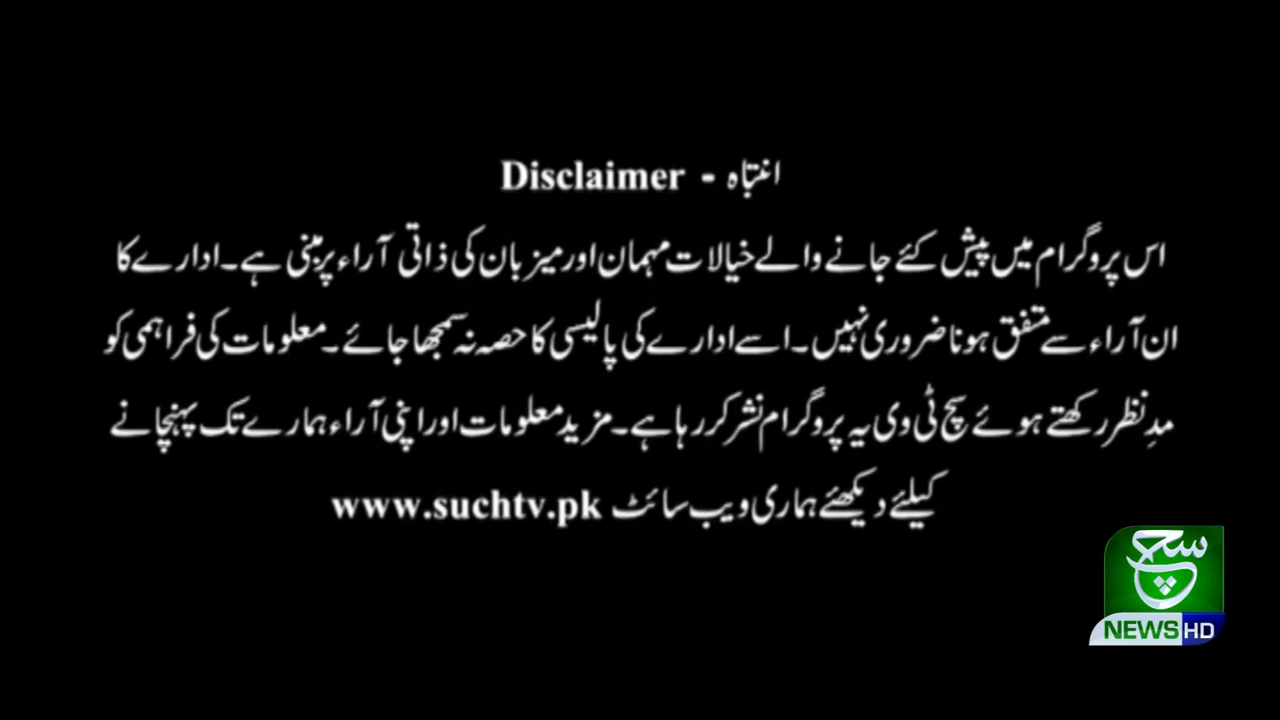 انتباہ - Disclaimer
اس پروگرام میں پیش کئے جانے والے خیالات مہمان اور میزبان کی ذاتی آراء پر مبنی ہے۔ ادارے کا
ان آراء سے متفق ہونا ضروری نہیں۔ اسے ادارے کی پالیسی کا حصہ نہ سمجھا جائے۔ معلومات کی فراہمی کو
مدِنظر رکھتے ہوئے سچ ٹی وی یہ پروگرام نشر کر رہا ہے۔ مزید معلومات اور اپنی آراء ہمارے تک پہنچانے
کیلئے دیکھئے ہماری ویب سائٹ www.suchtv.pk
سچ
NEWS HD